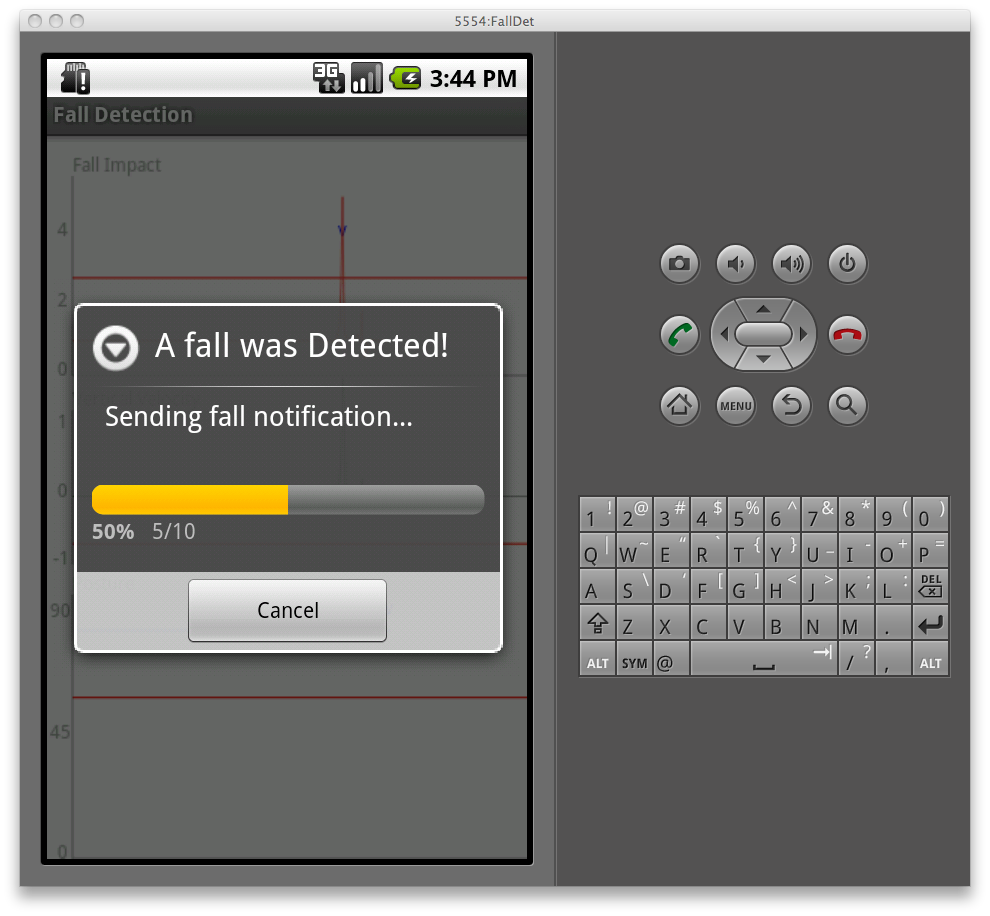 5554:FallDet
3G 3:44 PM
Fall Detection
Fall Impact
4
2
0
A fall was Detected!
Sending fall notification...
1
0
50% 5/10
-1
90
Cancel
45
0
MENU
1 ! 2 @ 3 # 4 $ 5 % 6 ^ 7 & 8 * 9 ( 0 )
Q | W ~ E “ R ` T { Y } U _ I - O + P =
A S \ D ‘ F [ G ] H < J > K ; L : DEL
Z X C V B N M .
ALT SYM @ / ? , ALT